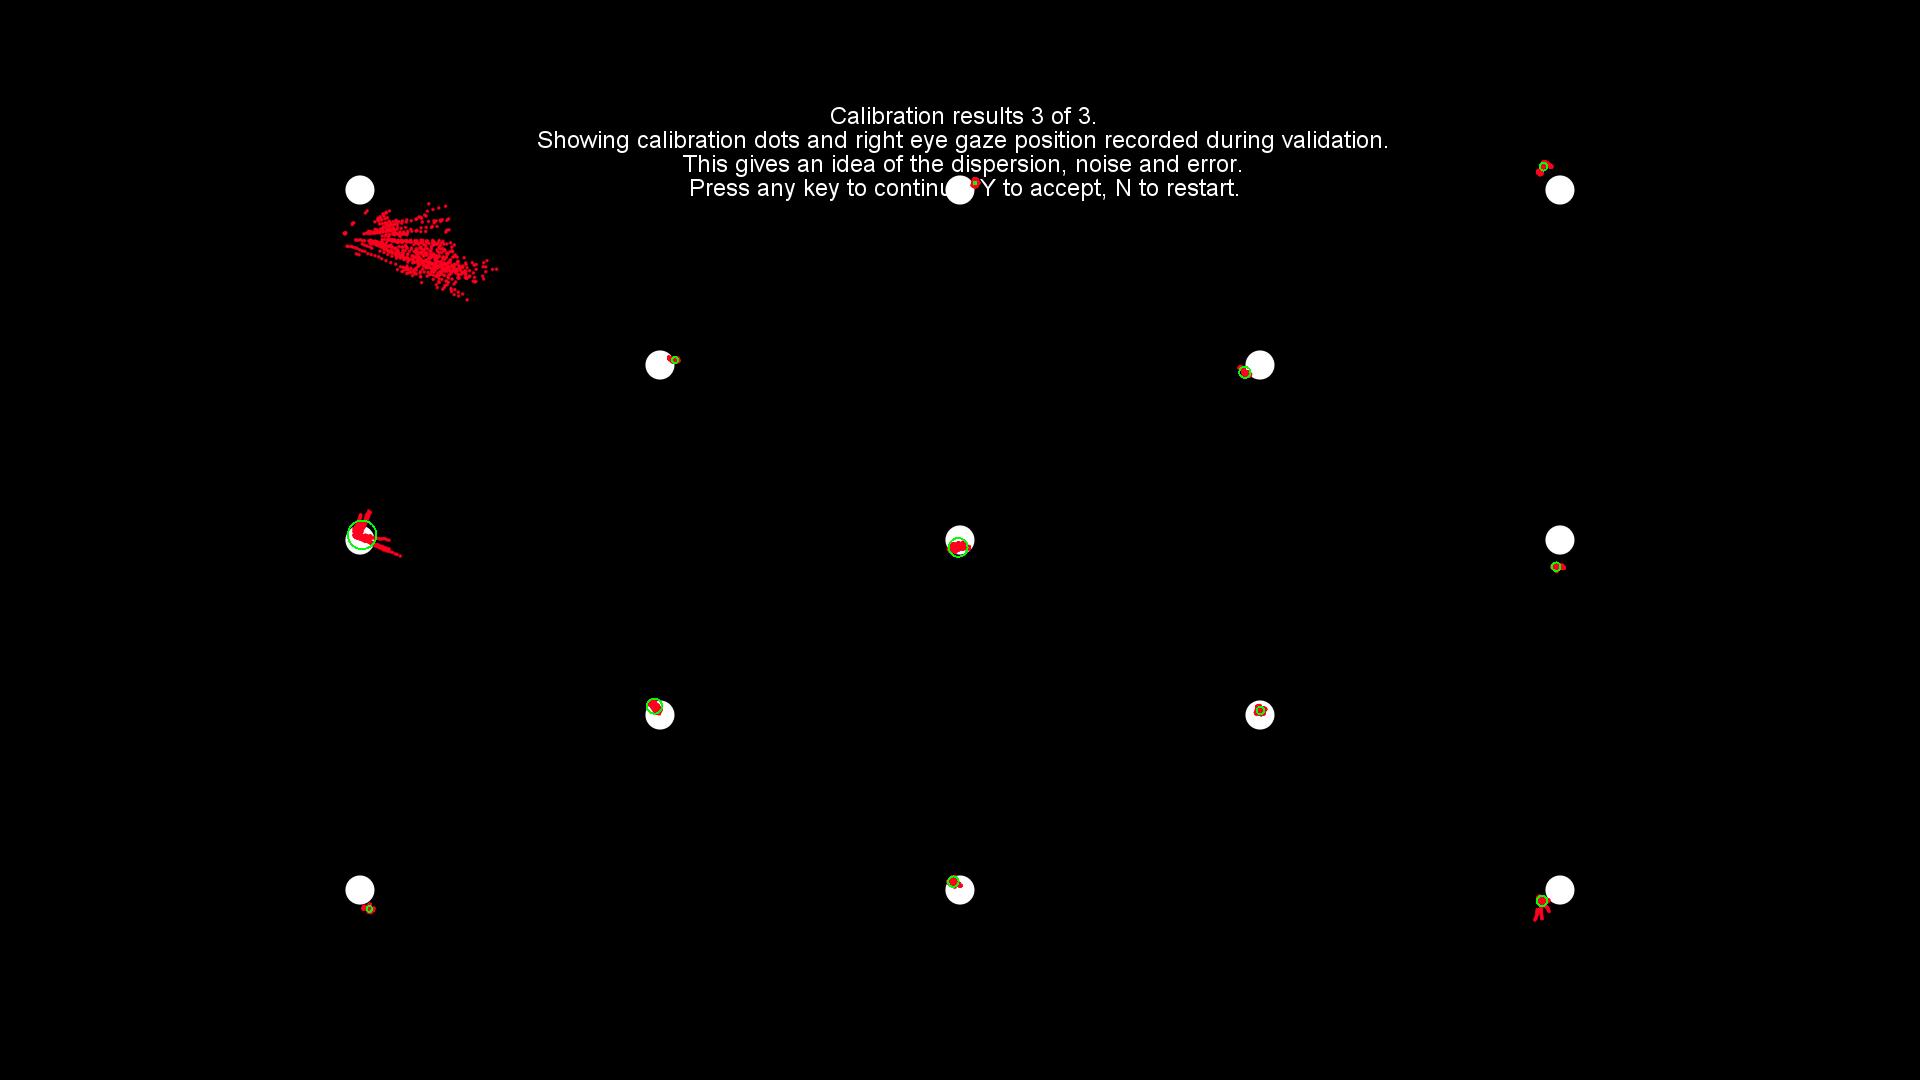 Calibration results 3 of 3.
Showing calibration dots and right eye gaze position recorded during validation.
This gives an idea of the dispersion, noise and error.
Press any key to continu Y to accept, N to restart.